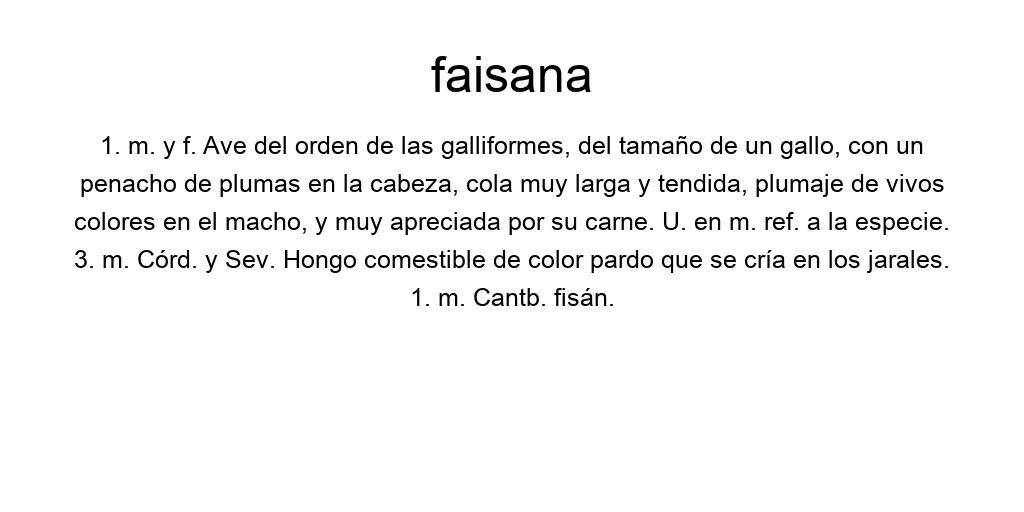 faisana
1. m. y f. Ave del orden de las galliformes, del tamaño de un gallo, con un
penacho de plumas en la cabeza, cola muy larga y tendida, plumaje de vivos
colores en el macho, y muy apreciada por su carne. U. en m. ref. a la especie.
3. m. Córd. y Sev. Hongo comestible de color pardo que se cría en los jarales.
1. m. Cantb. fisán.